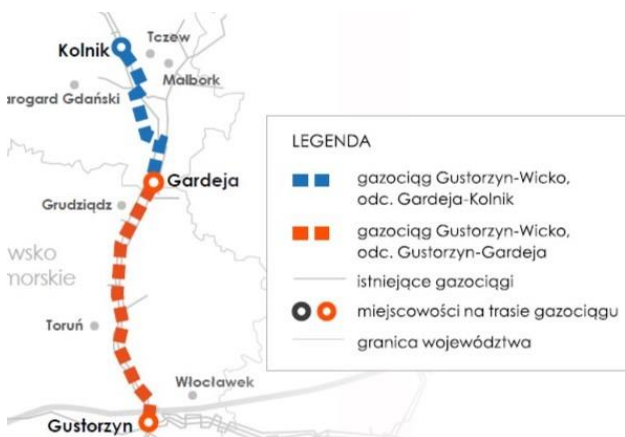 Kolnik
Tczew
Malbork
arogard Gdański
Gardeja
Grudziądz
wsko
morskie
Toruń
Włocławek
Gustorzyn
LEGENDA
gazociąg Gustorzyn-Wicko,
odc. Gardeja-Kolnik
gazociąg Gustorzyn-Wicko,
odc. Gustorzyn-Gardeja
istniejące gazociągi
miejscowości na trasie gazociągu
granica województwa